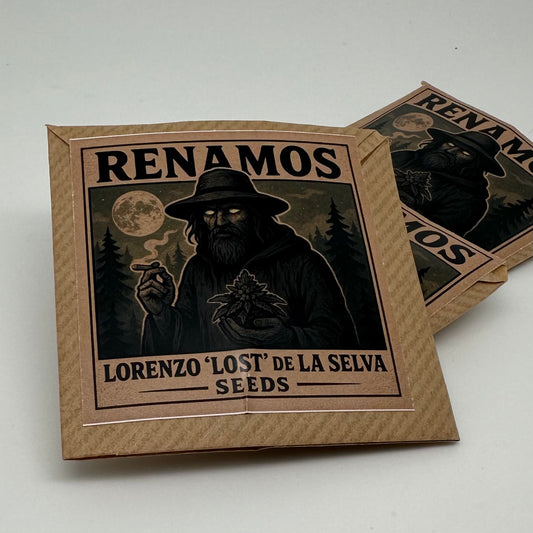 RENAMOS
LORENZO 'LOST' DE LA SELVA
SEEDS
RENAMOS
MOS